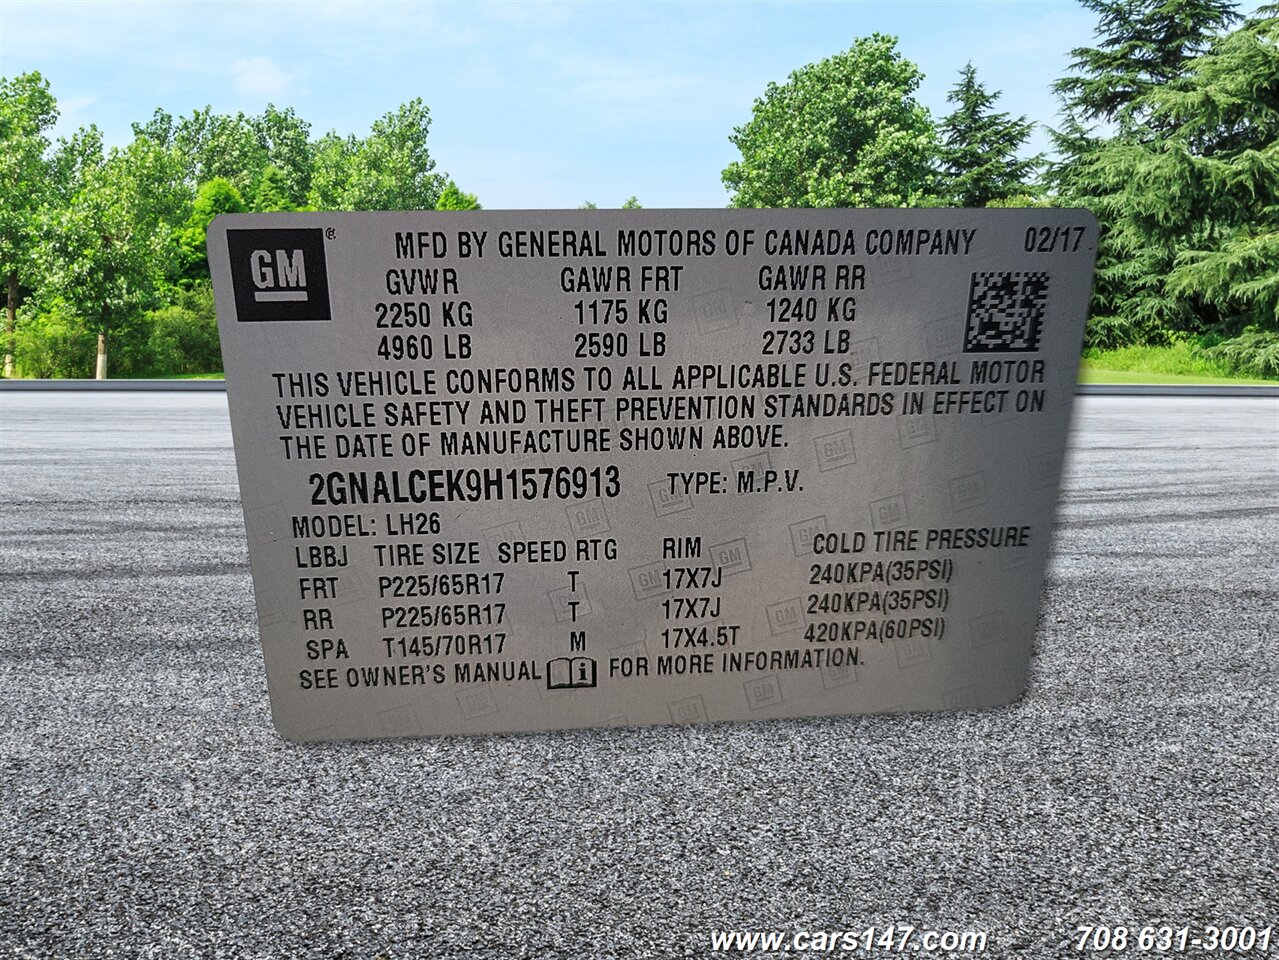 GM
MFD BY GENERAL MOTORS OF CANADA COMPANY 02/17
GVWR GAWR FRT GAWR RR
2250 KG 1175 KG 1240 KG
4960 LB 2590 LB 2733 LB
THIS VEHICLE CONFORMS TO ALL APPLICABLE U.S. FEDERAL MOTOR
VEHICLE SAFETY AND THEFT PREVENTION STANDARDS IN EFFECT ON
THE DATE OF MANUFACTURE SHOWN ABOVE.
2GNALCEK9H1576913 TYPE: M.P.V.
MODEL: LH26
LBBJ TIRE SIZE SPEED RTG RIM COLD TIRE PRESSURE
FRT P225/65R17 T 17X7J 240KPA(35PSI)
RR P225/65R17 T 17X7J 240KPA(35PSI)
SPA T145/70R17 M 17X4.5T 420KPA(60PSI)
SEE OWNER'S MANUAL FOR MORE INFORMATION.
www.cars147.com 708 631-3001